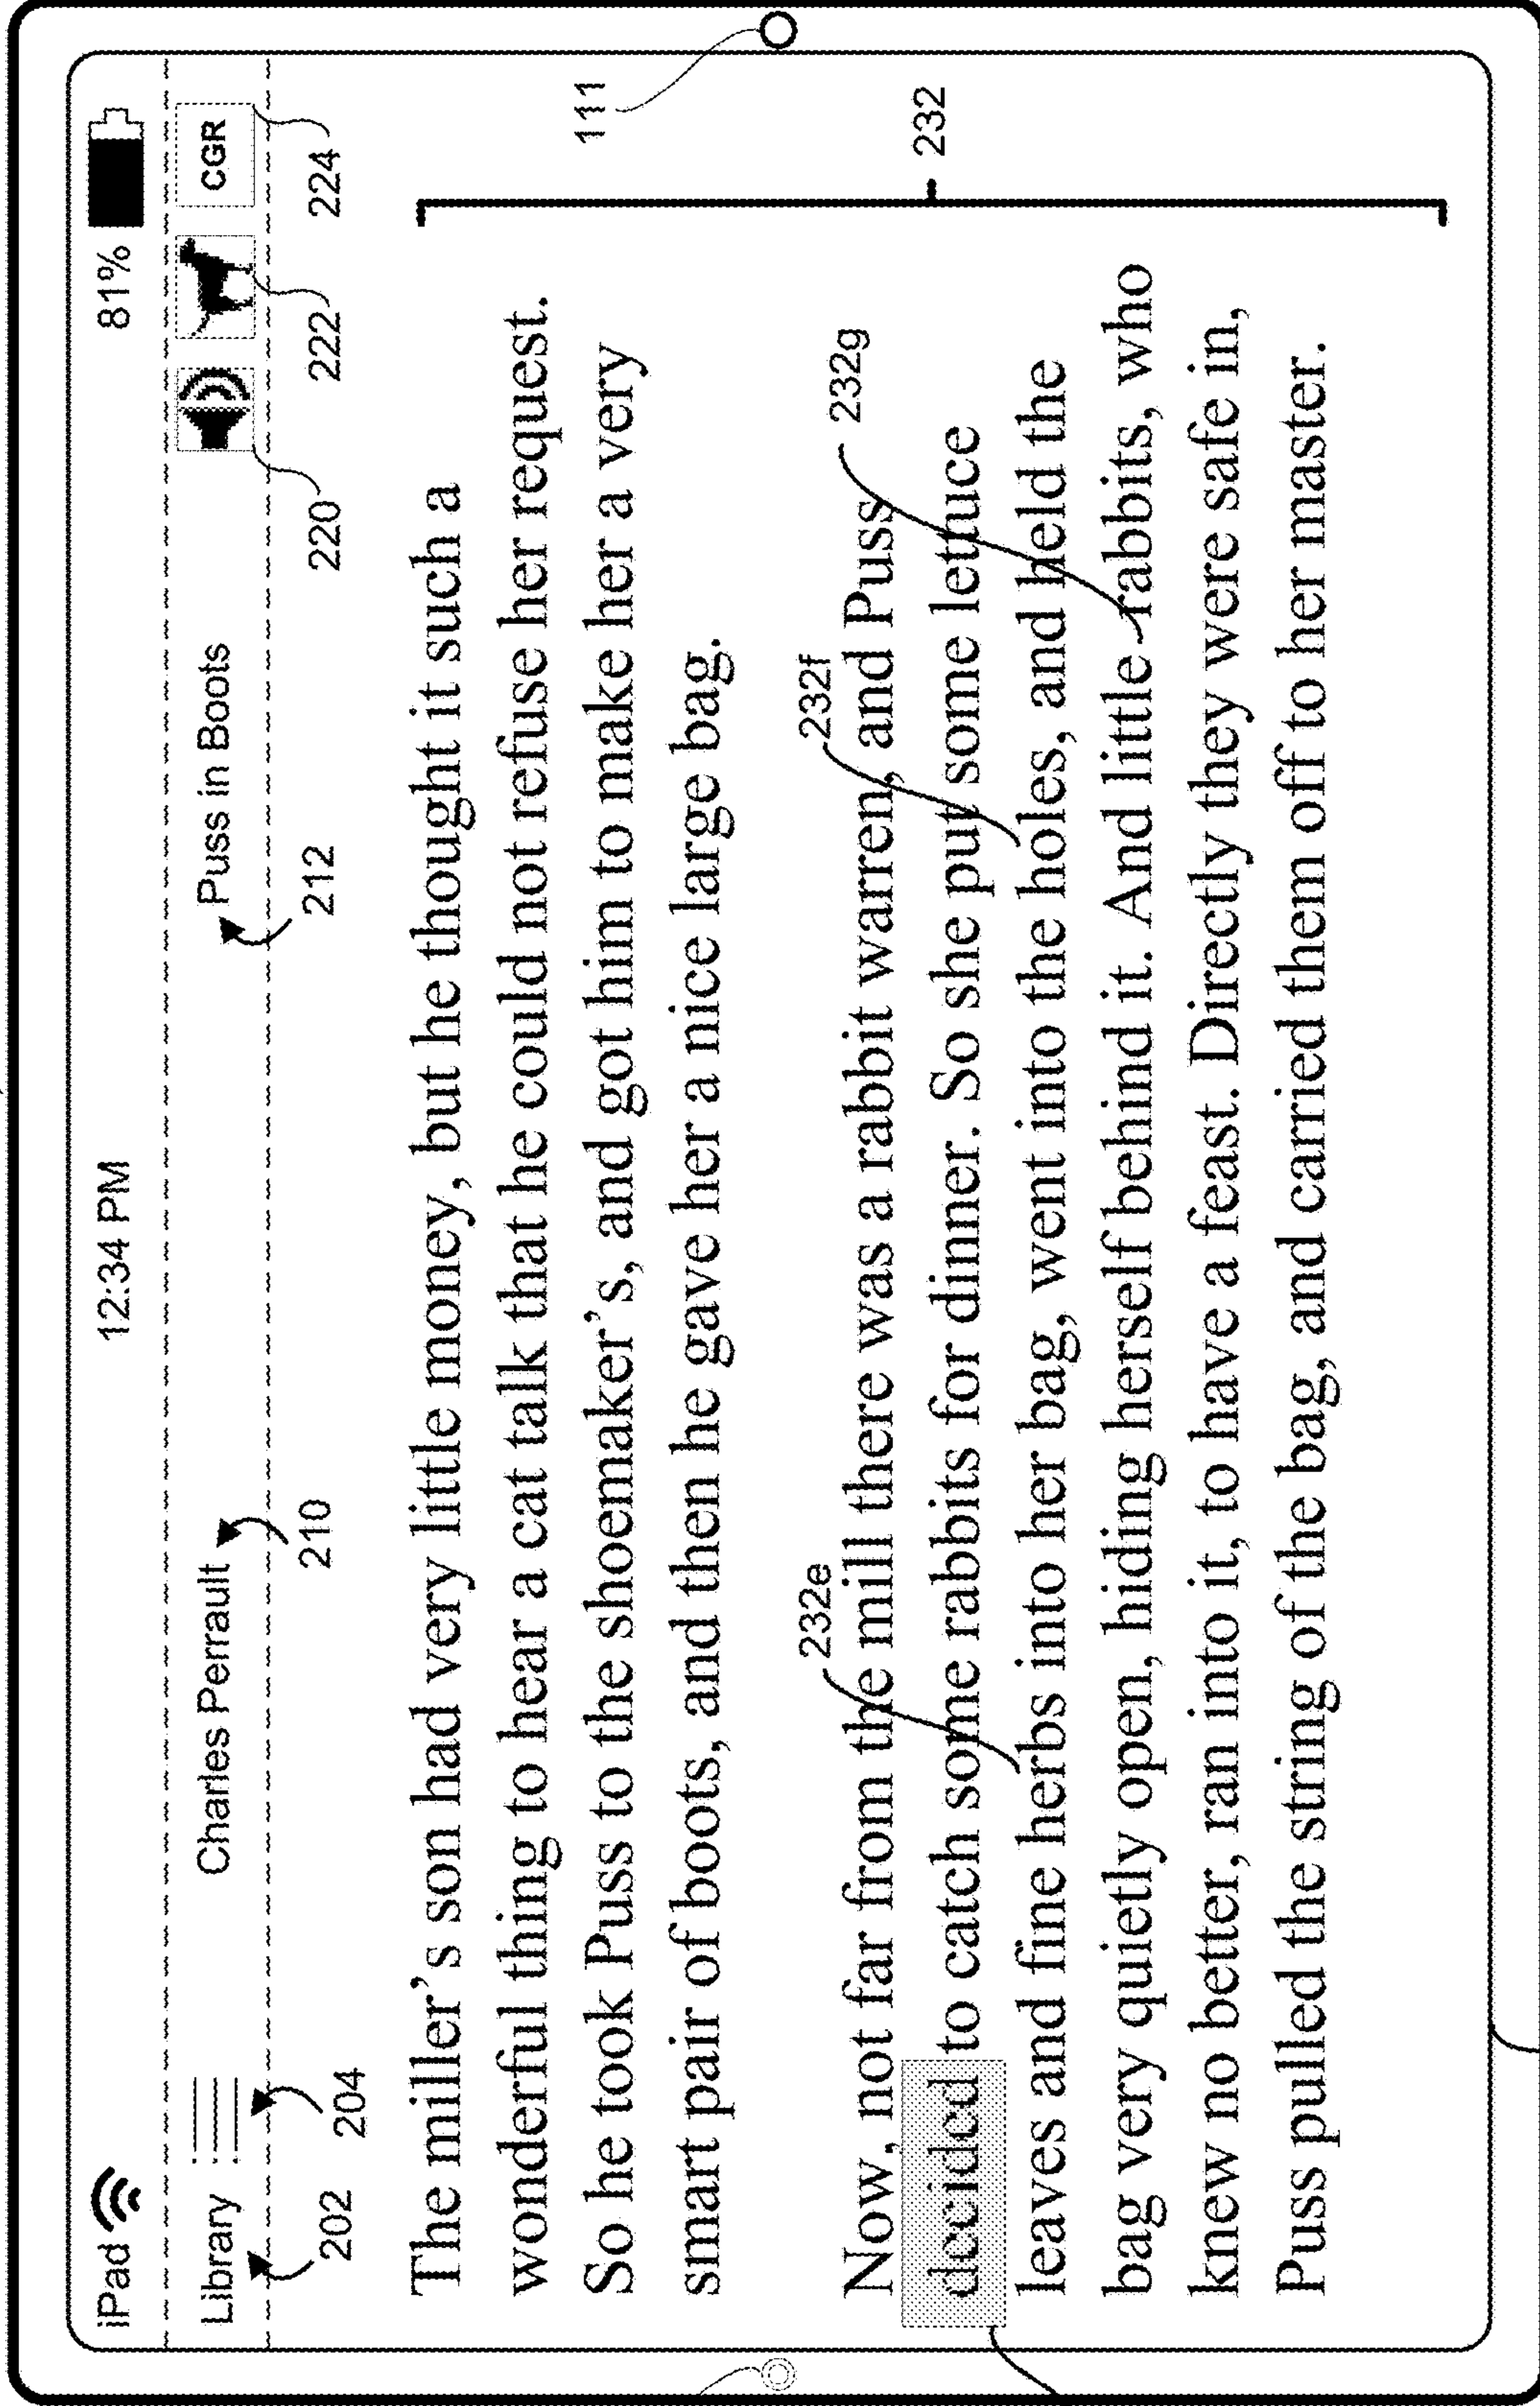 iPad 12:34 PM 81%
Library Charles Perrault Puss in Boots CGR
202 204 210 212 220 222 224
The miller's son had very little money, but he thought it such a
wonderful thing to hear a cat talk that he could not refuse her request.
So he took Puss to the shoemaker's, and got him to make her a very
smart pair of boots, and then he gave her a nice large bag.
111
232
232e 232f 232g
Now, not far from the mill there was a rabbit warren, and Puss
decided to catch some rabbits for dinner. So she put some lettuce
leaves and fine herbs into her bag, went into the holes, and held the
bag very quietly open, hiding herself behind it. And little rabbits, who
knew no better, ran into it, to have a feast. Directly they were safe in,
Puss pulled the string of the bag, and carried them off to her master.